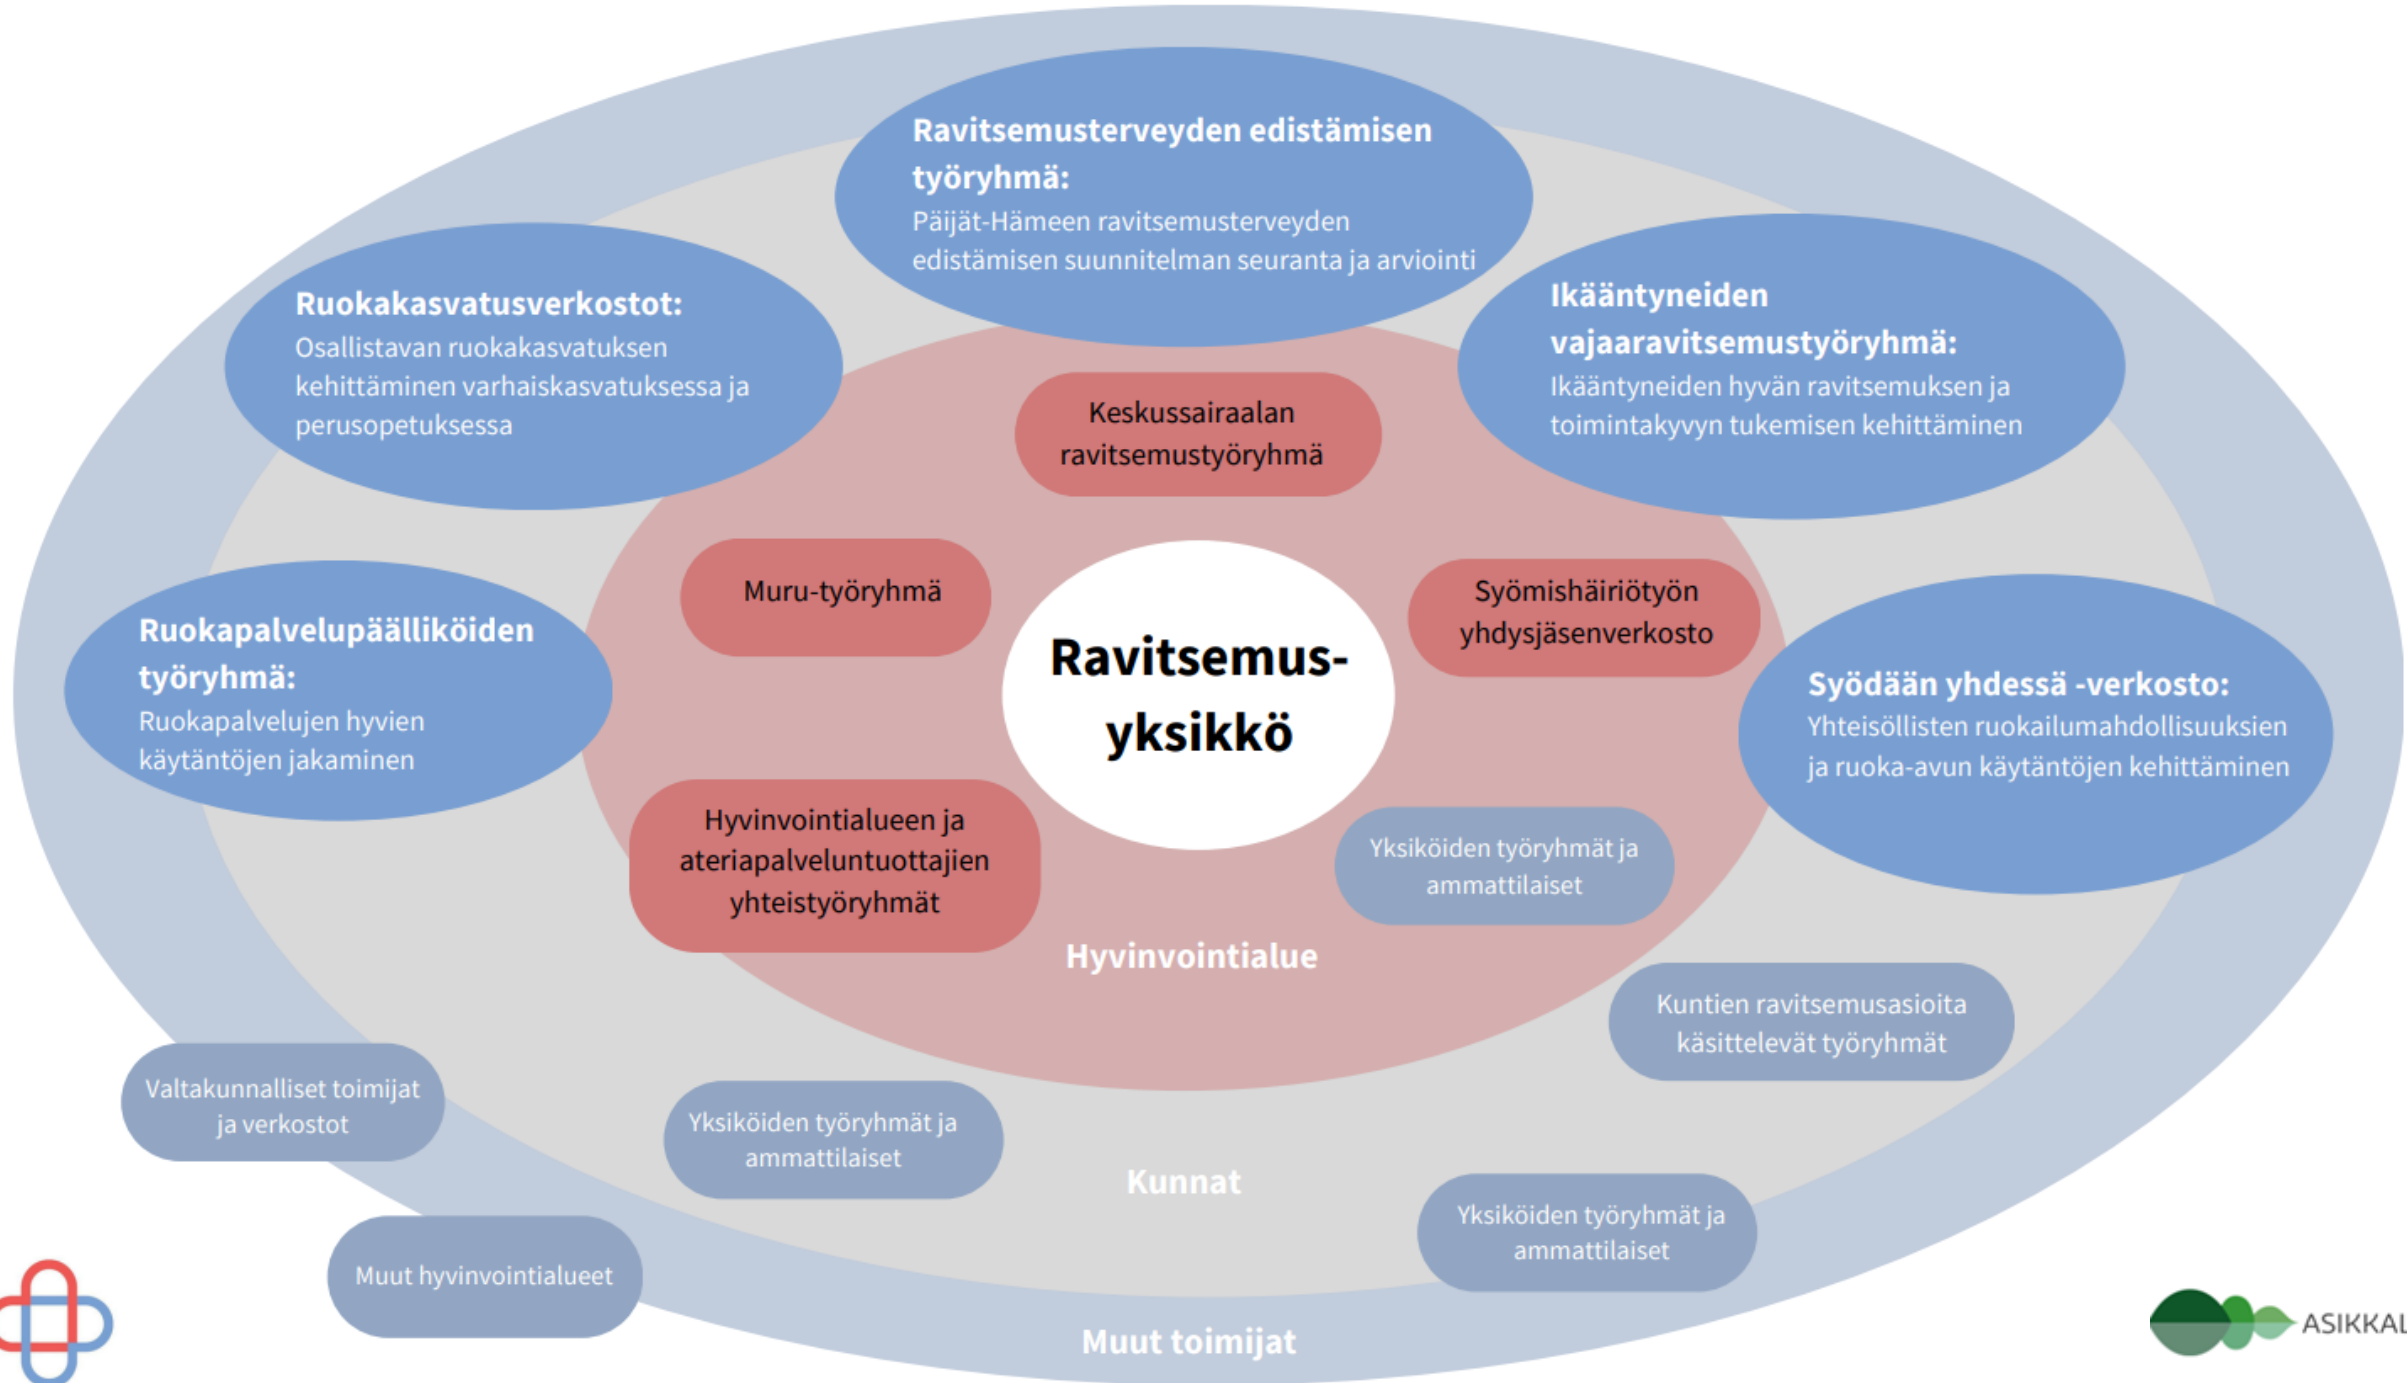 Ravitsemusterveyden edistämisen
työryhmä:
Päijät-Hämeen ravitsemusterveyden
edistämisen suunnitelman seuranta ja arviointi
Ruokakasvatusverkostot:
Osallistavan ruokakasvatuksen
kehittäminen varhaiskasvatuksessa ja
perusopetuksessa
Ikääntyneiden
vajaaravitsemustyöryhmä:
Ikääntyneiden hyvän ravitsemuksen ja
toimintakyvyn tukemisen kehittäminen
Keskussairaalan
ravitsemustyöryhmä
Muru-työryhmä
Syömishäiriötyön
yhdysjäsenverkosto
Ruokapalvelupäälliköiden
työryhmä:
Ruokapalvelujen hyvien
käytäntöjen jakaminen
Ravitsemus-
yksikkö
Syödään yhdessä -verkosto:
Yhteisöllisten ruokailumahdollisuuksien
ja ruoka-avun käytäntöjen kehittäminen
Hyvinvointialueen ja
ateriapalveluntuottajien
yhteistyöryhmät
Yksiköiden työryhmät ja
ammattilaiset
Hyvinvointialue
Kuntien ravitsemusasioita
käsittelevät työryhmät
Valtakunnalliset toimijat
ja verkostot
Yksiköiden työryhmät ja
ammattilaiset
Kunnat
Yksiköiden työryhmät ja
ammattilaiset
Muut hyvinvointialueet
Muut toimijat
ASIKKAL